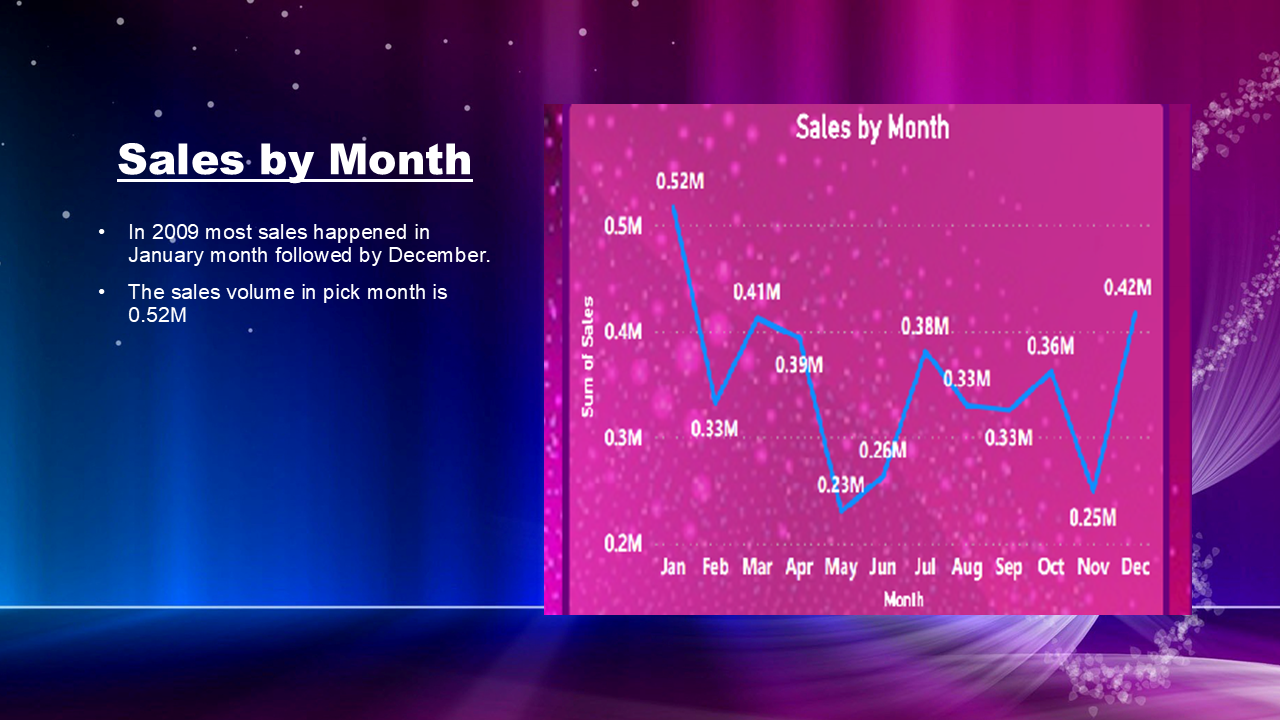 Sales by Month
• In 2009 most sales happened in
January month followed by December.
• The sales volume in pick month is
0.52M
Sales by Month
0.52M
0.5M
0.41M
0.42M
0.4M
0.38M
0.36M
0.39M
0.33M
0.33M
0.33M
0.3M
0.26M
0.23M
0.25M
0.2M
Sum of Sales
Jan Feb Mar Apr May Jun Jul Aug Sep Oct Nov Dec
Month